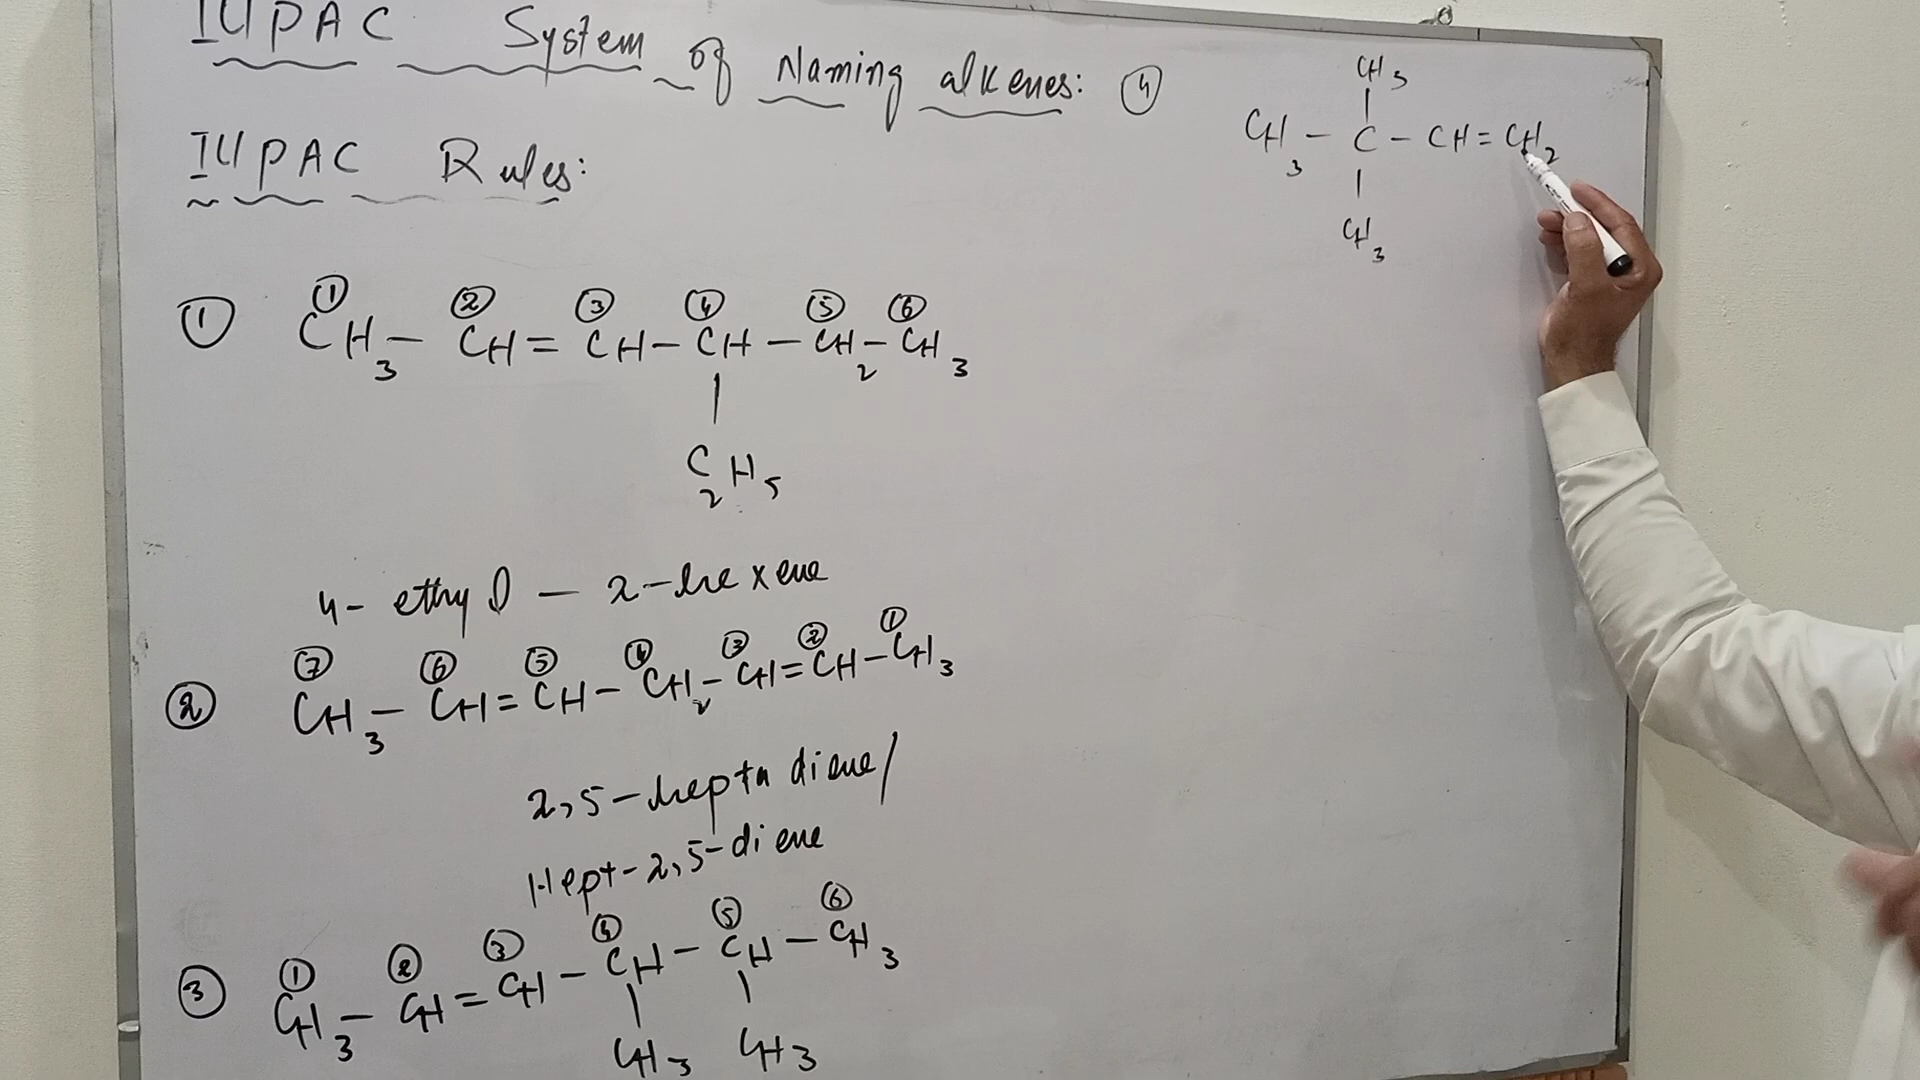 IUPAC System of Naming alkenes:
IUPAC Rules:
① ① ② ③ ④ ⑤ ⑥
CH3 – CH = CH – CH – CH2 – CH3
|
C2H5
4- ethyl – 2-hexene
② ⑦ ⑥ ⑤ ④ ③ ② ①
CH3 – CH = CH – CH2 – CH = CH – CH3
2,5-hepta diene/
Hept-2,5-diene
③ ① ② ③ ④ ⑤ ⑥
CH3 – CH = CH – CH – CH – CH3
| |
CH3 CH3
④
CH3
|
CH3 – C – CH = CH2
|
CH3